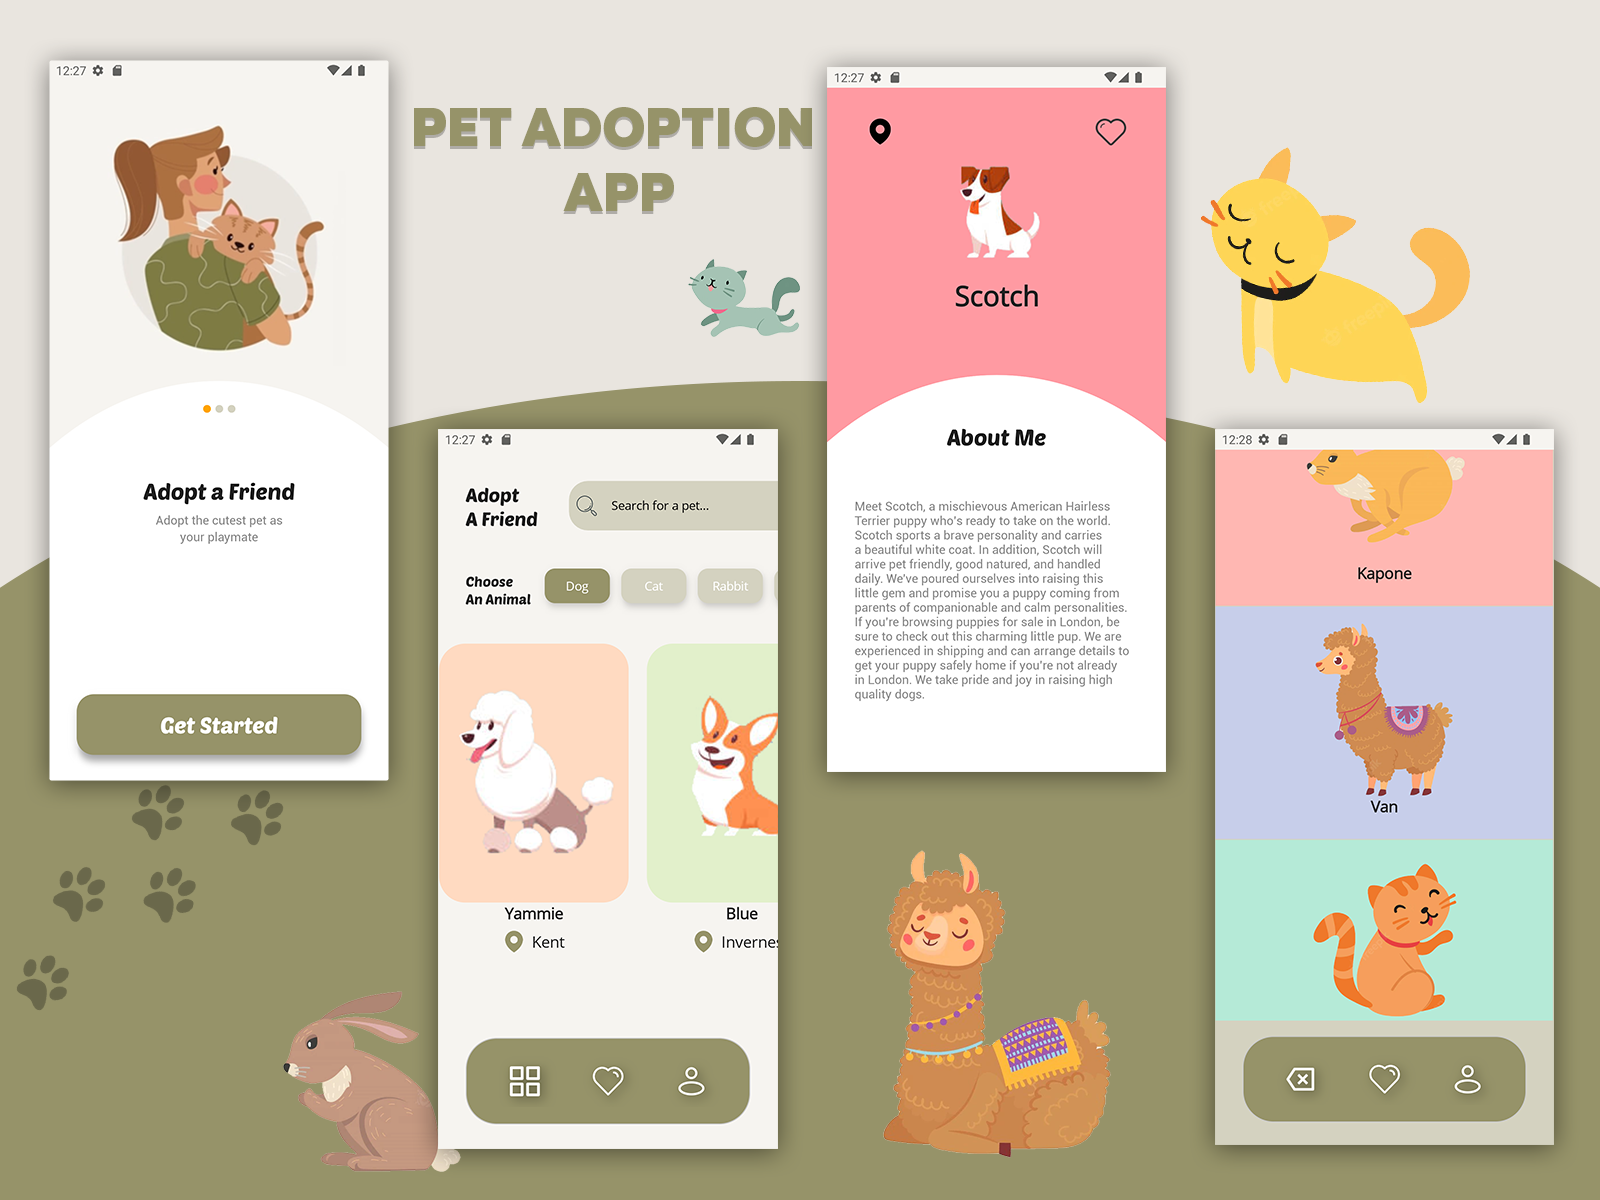 12:27
Adopt a Friend
Adopt the cutest pet as
your playmate
Get Started
PET ADOPTION
APP
12:27
Adopt
A Friend
Search for a pet...
Choose
An Animal
Dog
Cat
Rabbit
Yammie
Kent
Blue
Invernes
12:27
Scotch
About Me
Meet Scotch, a mischievous American Hairless
Terrier puppy who's ready to take on the world.
Scotch sports a brave personality and carries
a beautiful white coat. In addition, Scotch will
arrive pet friendly, good natured, and handled
daily. We've poured ourselves into raising this
little gem and promise you a puppy coming from
parents of companionable and calm personalities.
If you're browsing puppies for sale in London, be
sure to check out this charming little pup. We are
experienced in shipping and can arrange details to
get your puppy safely home if you're not already
in London. We take pride and joy in raising high
quality dogs.
12:28
Kapone
Van